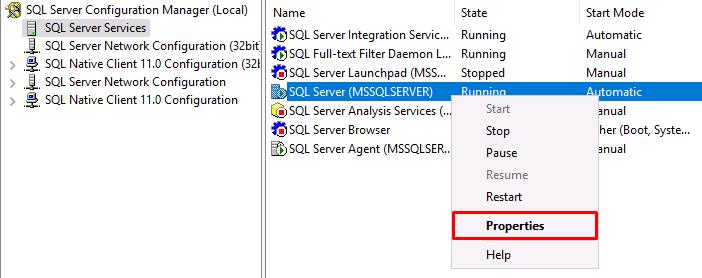 SQL Server Configuration Manager (Local)
SQL Server Services
SQL Server Network Configuration (32bit
SQL Native Client 11.0 Configuration (32l
SQL Server Network Configuration
SQL Native Client 11.0 Configuration
Name State Start Mode
SQL Server Integration Servic... Running Automatic
SQL Full-text Filter Daemon L... Running Manual
SQL Server Launchpad (MSS... Stopped Manual
SQL Server (MSSQLSERVER) Running Automatic
SQL Server Analysis Services (... Manual
SQL Server Browser her (Boot, Syste...
SQL Server Agent (MSSQLSER... anual
Start
Stop
Pause
Resume
Restart
Properties
Help